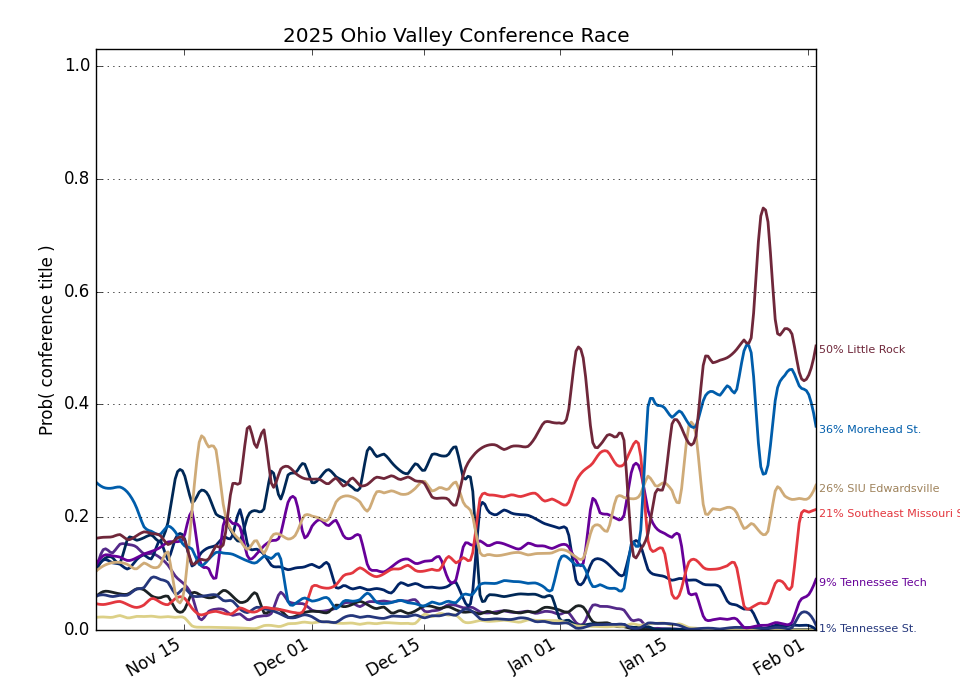 2025 Ohio Valley Conference Race
Prob( conference title )
1.0
0.8
0.6
0.4
0.2
0.0
Nov 15
Dec 01
Dec 15
Jan 01
Jan 15
Feb 01
50% Little Rock
36% Morehead St.
26% SIU Edwardsville
21% Southeast Missouri S
9% Tennessee Tech
1% Tennessee St.